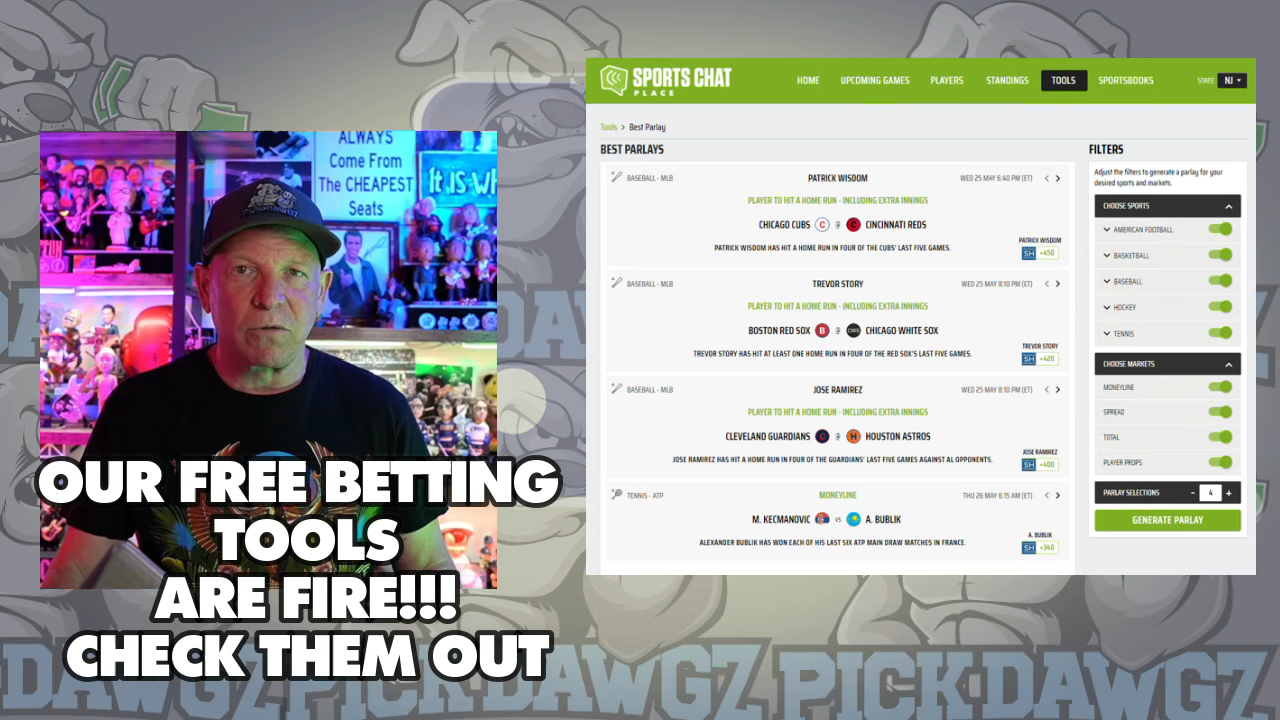 SPORTS CHAT
PLACE
HOME UPCOMING GAMES PLAYERS STANDINGS TOOLS SPORTSBOOKS STATE NJ
Tools > Best Parlay
BEST PARLAYS
BASEBALL - MLB PATRICK WISDOM WED 25 MAY 6:40 PM (ET)
PLAYER TO HIT A HOME RUN - INCLUDING EXTRA INNINGS
CHICAGO CUBS CINCINNATI REDS
PATRICK WISDOM HAS HIT A HOME RUN IN FOUR OF THE CUBS' LAST FIVE GAMES.
PATRICK WISDOM
SH +450
BASEBALL - MLB TREVOR STORY WED 25 MAY 8:10 PM (ET)
PLAYER TO HIT A HOME RUN - INCLUDING EXTRA INNINGS
BOSTON RED SOX CHICAGO WHITE SOX
TREVOR STORY HAS HIT AT LEAST ONE HOME RUN IN FOUR OF THE RED SOX'S LAST FIVE GAMES.
TREVOR STORY
SH +420
BASEBALL - MLB JOSE RAMIREZ WED 25 MAY 8:10 PM (ET)
PLAYER TO HIT A HOME RUN - INCLUDING EXTRA INNINGS
CLEVELAND GUARDIANS HOUSTON ASTROS
JOSE RAMIREZ HAS HIT A HOME RUN IN FOUR OF THE GUARDIANS' LAST FIVE GAMES AGAINST AL OPPONENTS.
JOSE RAMIREZ
SH +400
TENNIS - ATP MONEYLINE THU 26 MAY 6:15 AM (ET)
M. KECMANOVIC VS A. BUBLIK
ALEXANDER BUBLIK HAS WON EACH OF HIS LAST SIX ATP MAIN DRAW MATCHES IN FRANCE.
A. BUBLIK
SH +340
FILTERS
Adjust the filters to generate a parlay for your
desired sports and markets.
CHOOSE SPORTS
AMERICAN FOOTBALL
BASKETBALL
BASEBALL
HOCKEY
TENNIS
CHOOSE MARKETS
MONEYLINE
SPREAD
TOTAL
PLAYER PROPS
PARLAY SELECTIONS - 4 +
GENERATE PARLAY
ALWAYS
Come From
The CHEAPEST
Seats
It IS WH
OUR FREE BETTING
TOOLS
ARE FIRE!!!
CHECK THEM OUT
DAWGZ PICKDAWGZ PICKDAWGZ